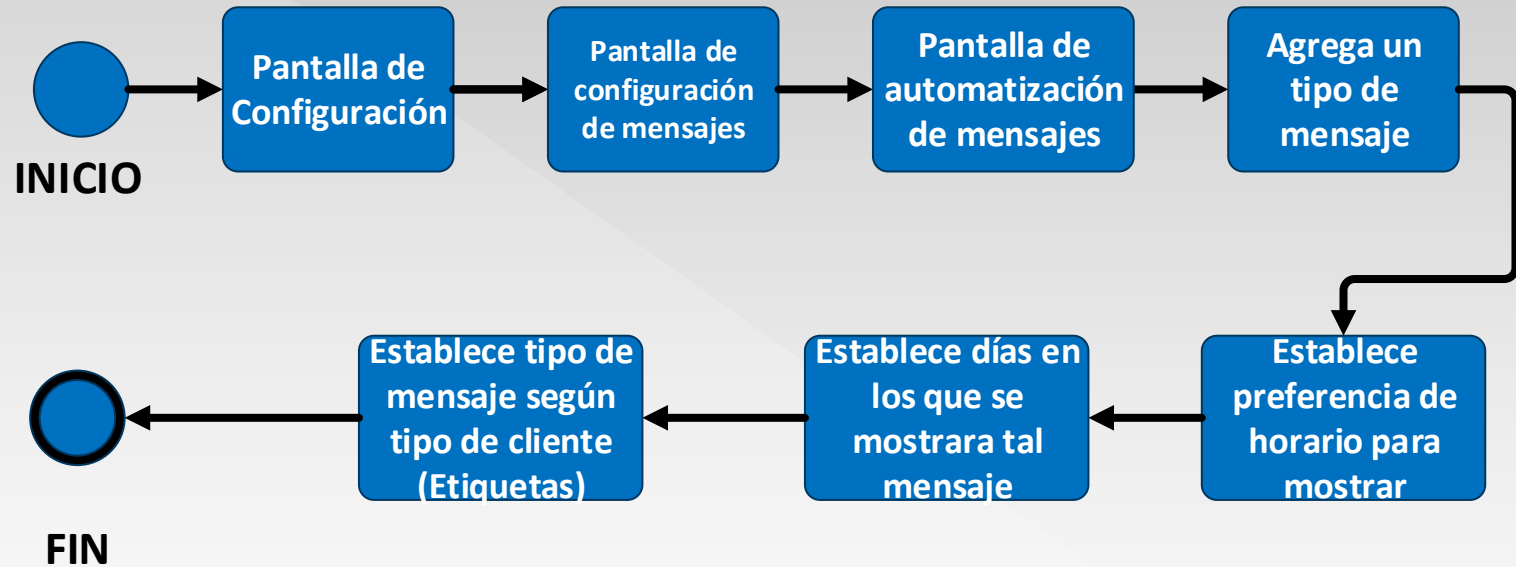 Pantalla de
Configuración
Pantalla de
configuración
de mensajes
Pantalla de
automatización
de mensajes
Agrega un
tipo de
mensaje
INICIO
Establece
preferencia de
horario para
mostrar
Establece días en
los que se
mostrara tal
mensaje
Establece tipo de
mensaje según
tipo de cliente
(Etiquetas)
FIN